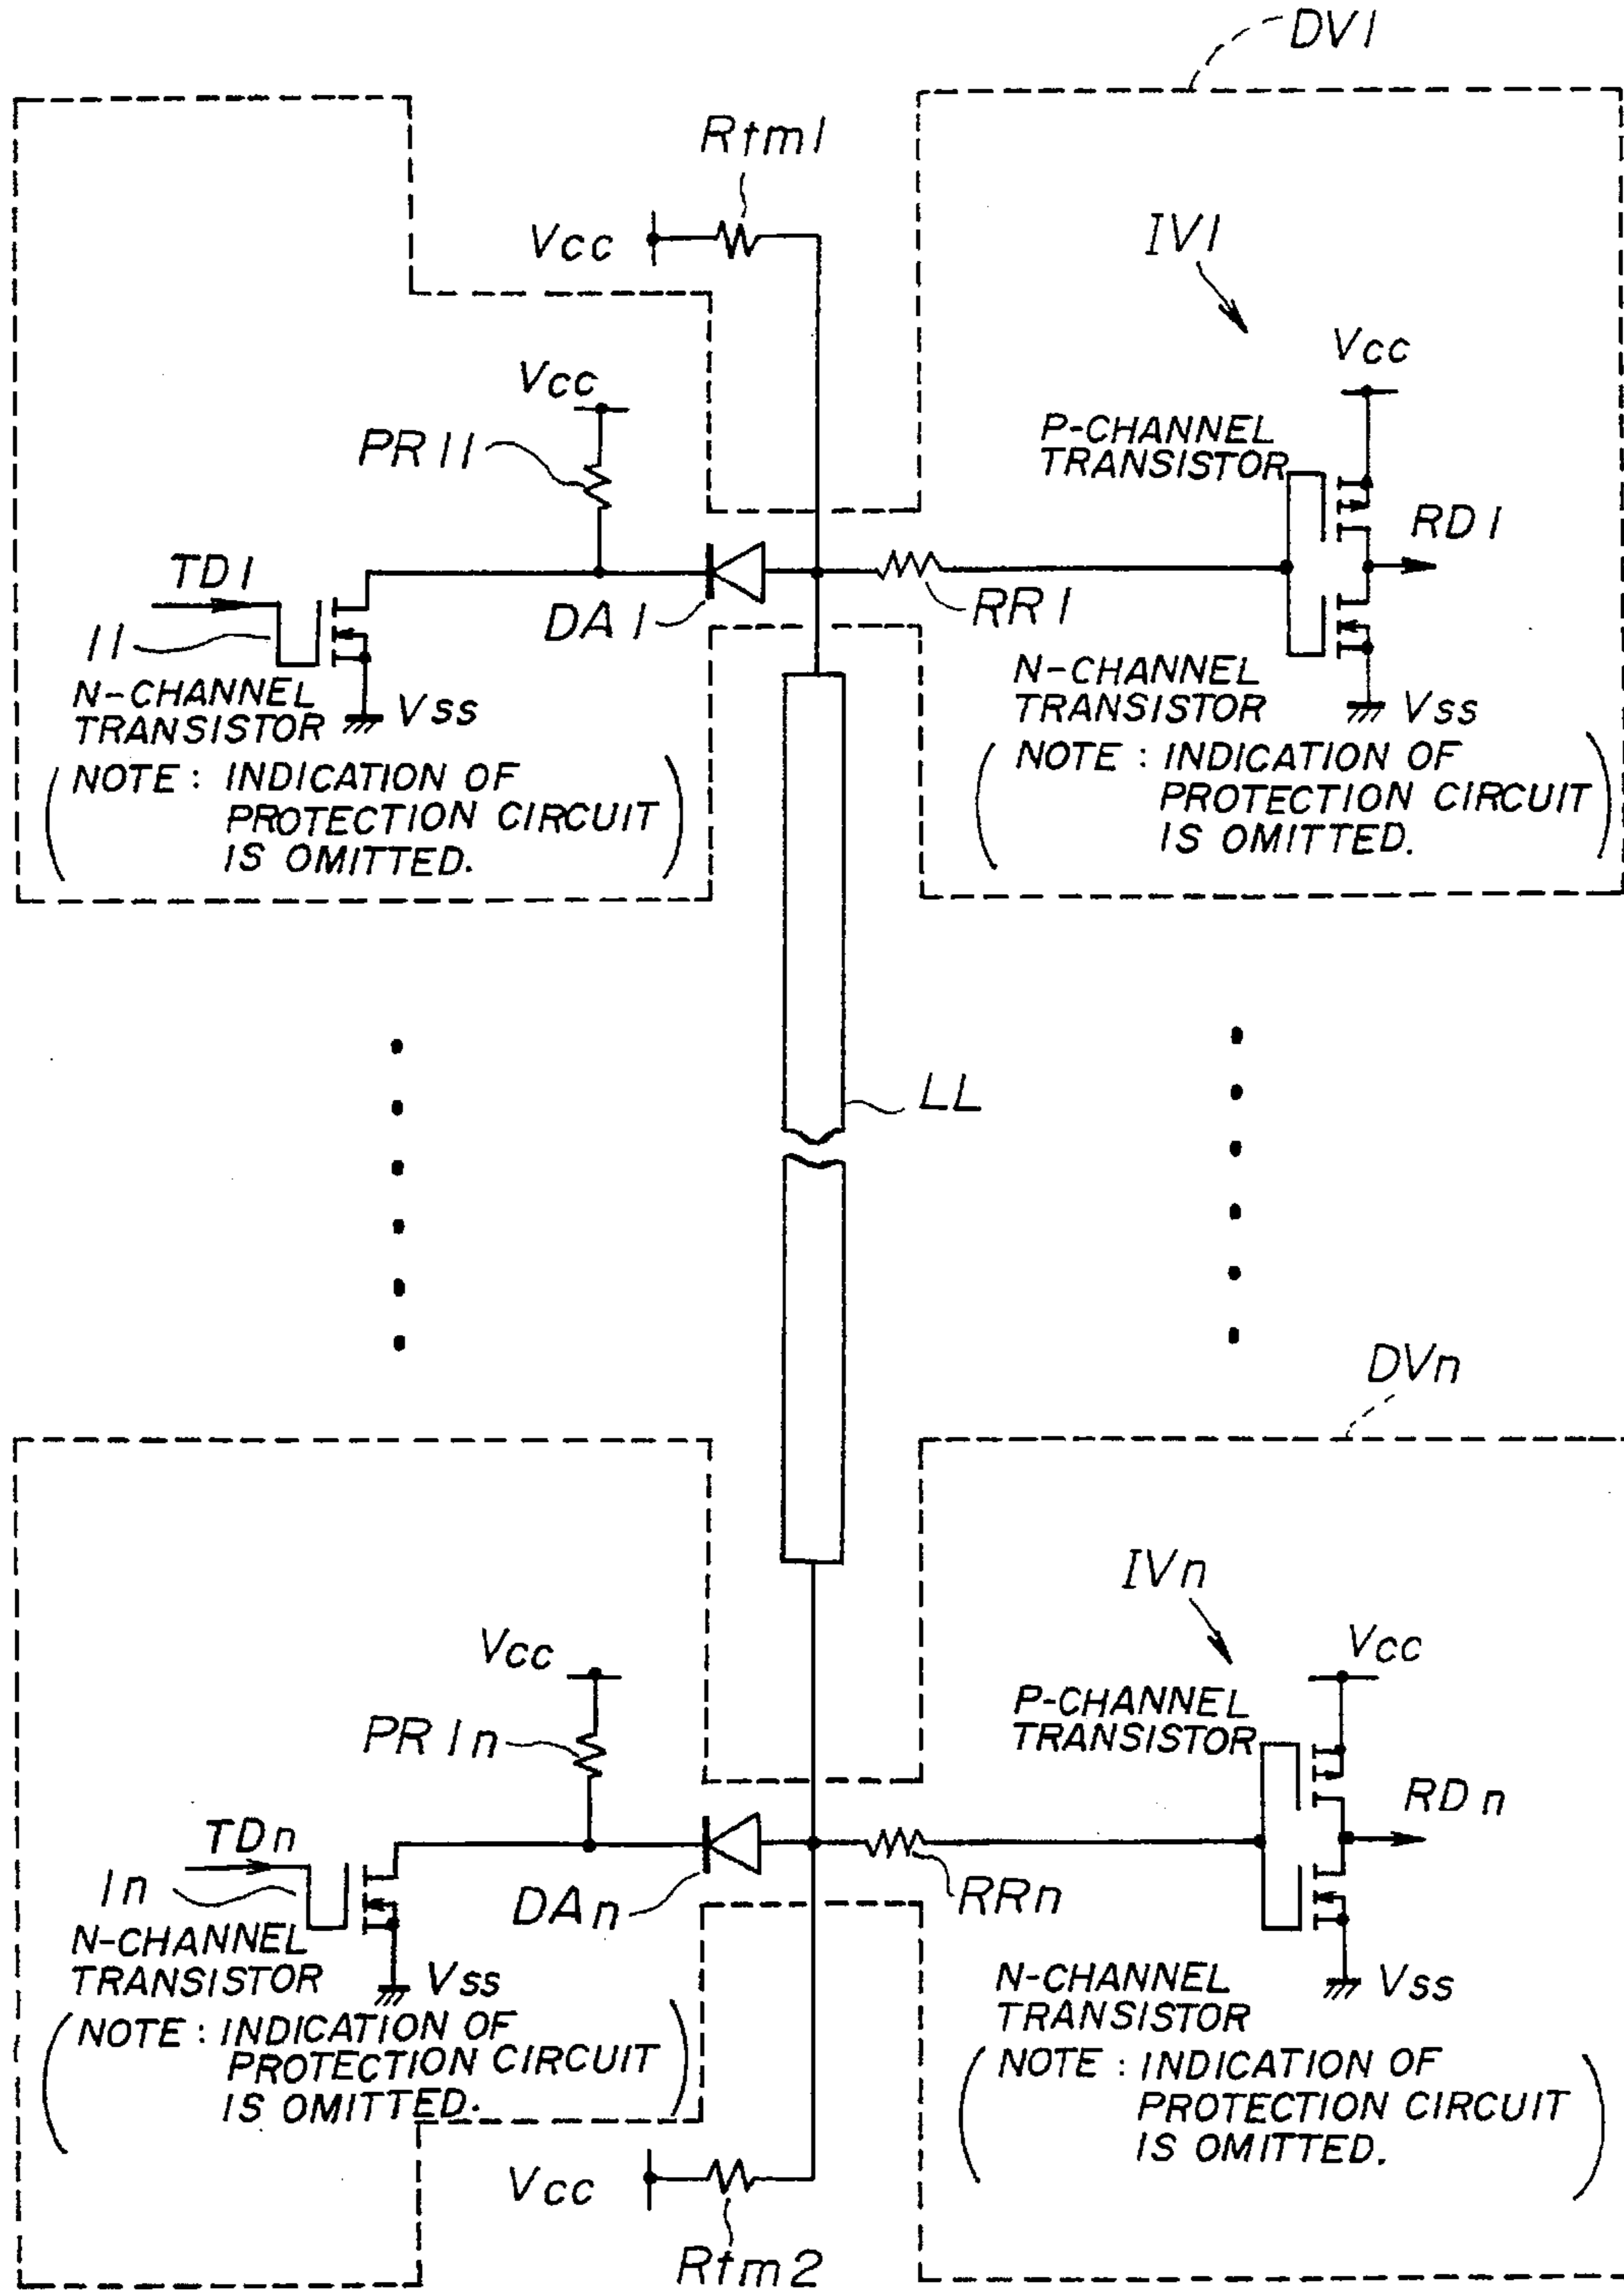 DV1
Rtm1
Vcc
IV1
Vcc
Vcc
PR11
P-CHANNEL
TRANSISTOR
RD1
TD1
DA1
RR1
11
N-CHANNEL
TRANSISTOR
Vss
N-CHANNEL
TRANSISTOR
Vss
(NOTE : INDICATION OF
PROTECTION CIRCUIT
IS OMITTED.)
(NOTE : INDICATION OF
PROTECTION CIRCUIT
IS OMITTED.)
LL
DVn
IVn
Vcc
Vcc
PR1n
P-CHANNEL
TRANSISTOR
RDn
TDn
1n
DAn
RRn
N-CHANNEL
TRANSISTOR
Vss
N-CHANNEL
TRANSISTOR
Vss
(NOTE : INDICATION OF
PROTECTION CIRCUIT
IS OMITTED.)
(NOTE : INDICATION OF
PROTECTION CIRCUIT
IS OMITTED.)
Vcc
Rtm2